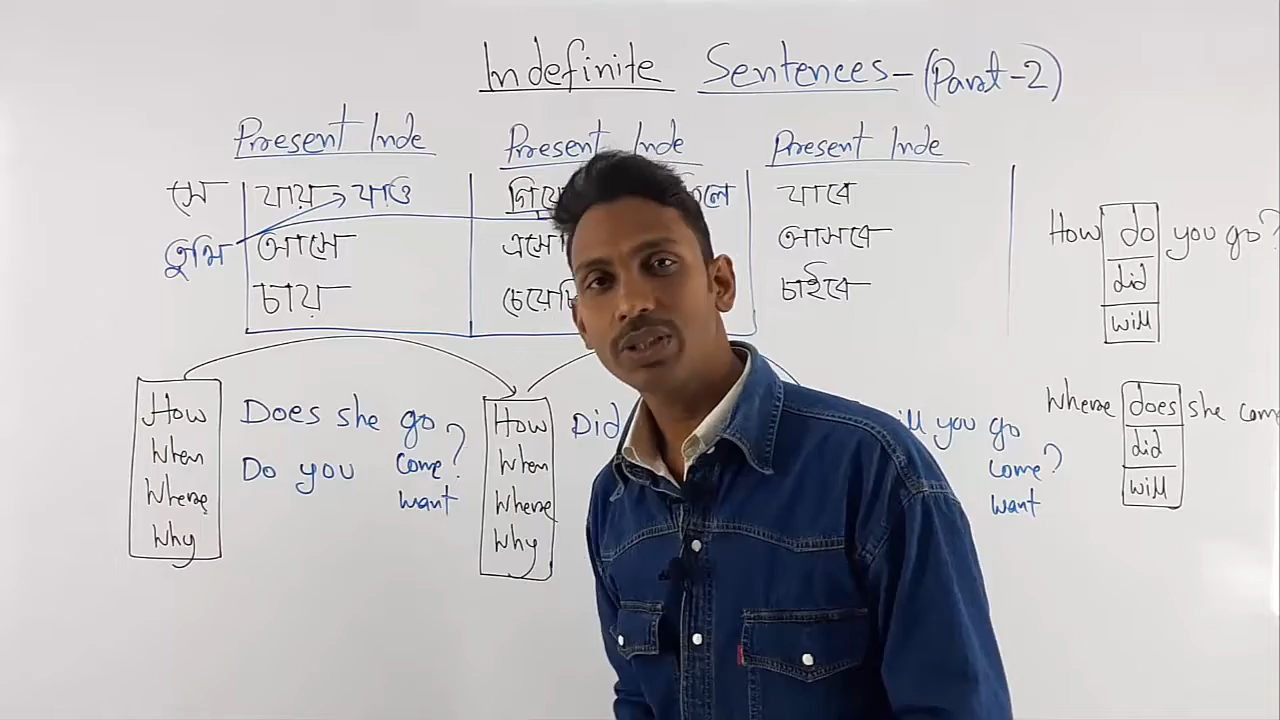 Indefinite Sentences - (Part-2)
Present Inde Present Inde Present Inde
সে যায় যাও যাবে
তুমি আসে আসবে
চায় চাইবে
How do you go?
did
will
How Does she go
When Do you come?
Where want
Why
How Did
When
Where
Why
you go
come?
want
Where does she
did
will